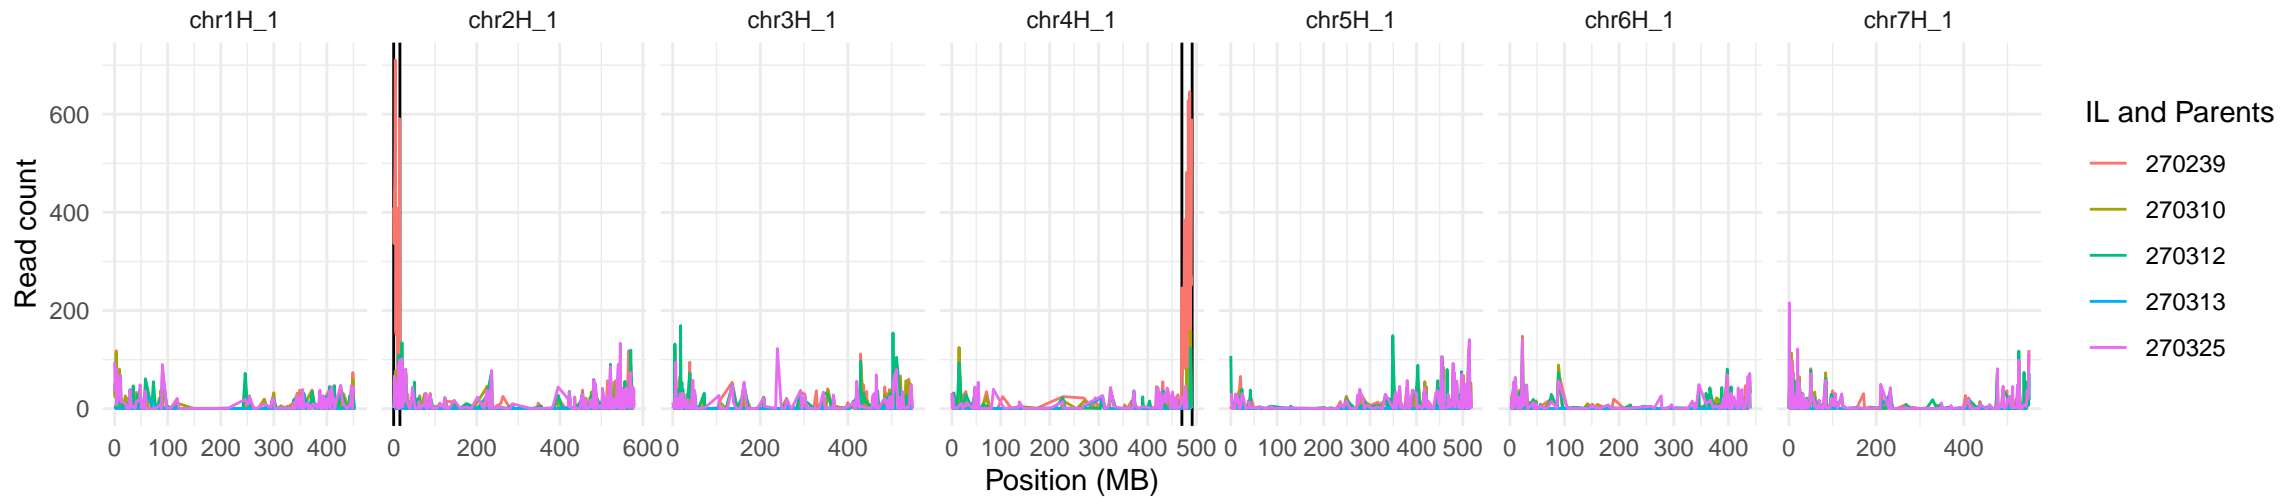 chr1H_1 chr2H_1 chr3H_1 chr4H_1 chr5H_1 chr6H_1 chr7H_1
Read count
600
400
200
0
0 100 200 300 400 0 200 400 600 0 200 400 0 100 200 300 400 500 0 100 200 300 400 500 0 100 200 300 400 0 200 400
Position (MB)
IL and Parents
270239
270310
270312
270313
270325